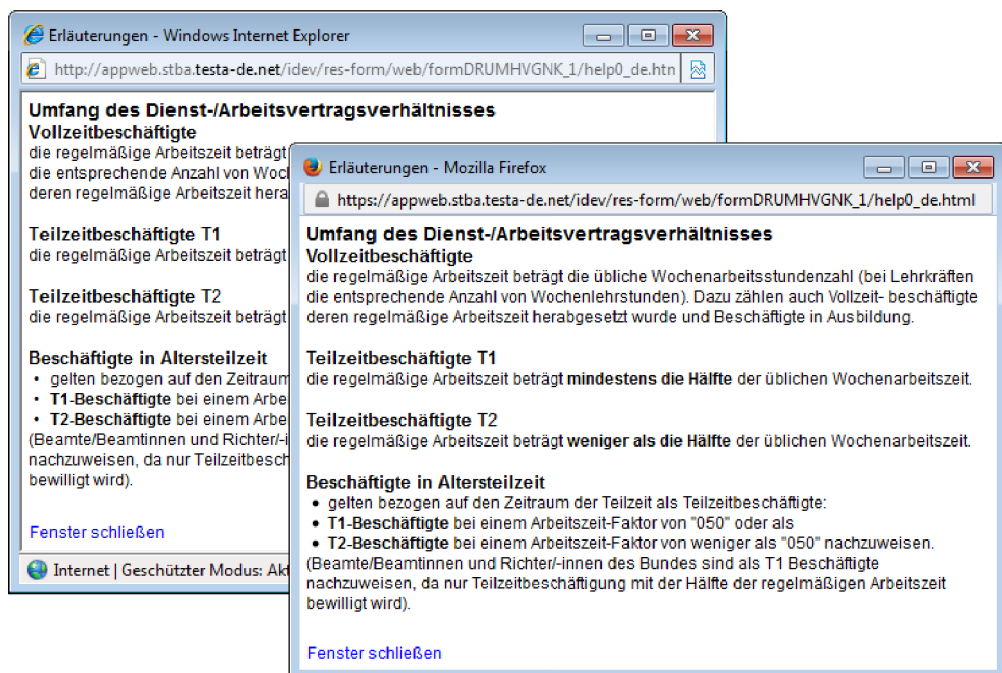 Erläuterungen - Windows Internet Explorer
http://appweb.stba.testa-de.net/idev/res-form/web/formDRUMHVGNK_1/help0_de.htn
Umfang des Dienst-/Arbeitsvertragsverhältnisses
Vollzeitbeschäftigte
die regelmäßige Arbeitszeit beträgt
die entsprechende Anzahl von
deren regelmäßige Arbeitszeit
Teilzeitbeschäftigte T1
die regelmäßige Arbeitszeit beträgt
Teilzeitbeschäftigte T2
die regelmäßige Arbeitszeit beträgt
Beschäftigte in Altersteilzeit
• gelten bezogen auf den Zeitraum
• T1-Beschäftigte bei einem
• T2-Beschäftigte bei einem
(Beamte/Beamtinnen und
nachzuweisen, da nur
bewilligt wird).
Fenster schließen
Internet | Geschützter Modus:
Erläuterungen - Mozilla Firefox
https://appweb.stba.testa-de.net/idev/res-form/web/formDRUMHVGNK_1/help0_de.html
Umfang des Dienst-/Arbeitsvertragsverhältnisses
Vollzeitbeschäftigte
die regelmäßige Arbeitszeit beträgt die übliche Wochenarbeitsstundenzahl (bei Lehrkräften
die entsprechende Anzahl von Wochenlehrstunden). Dazu zählen auch Vollzeit- beschäftigte
deren regelmäßige Arbeitszeit herabgesetzt wurde und Beschäftigte in Ausbildung.
Teilzeitbeschäftigte T1
die regelmäßige Arbeitszeit beträgt mindestens die Hälfte der üblichen Wochenarbeitszeit.
Teilzeitbeschäftigte T2
die regelmäßige Arbeitszeit beträgt weniger als die Hälfte der üblichen Wochenarbeitszeit.
Beschäftigte in Altersteilzeit
• gelten bezogen auf den Zeitraum der Teilzeit als Teilzeitbeschäftigte:
• T1-Beschäftigte bei einem Arbeitszeit-Faktor von "050" oder als
• T2-Beschäftigte bei einem Arbeitszeit-Faktor von weniger als "050" nachzuweisen.
(Beamte/Beamtinnen und Richter/-innen des Bundes sind als T1 Beschäftigte
nachzuweisen, da nur Teilzeitbeschäftigung mit der Hälfte der regelmäßigen Arbeitszeit
bewilligt wird).
Fenster schließen